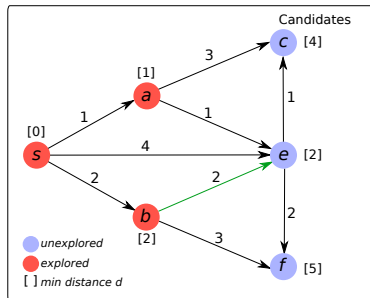 Candidates
3
c
[4]
[1]
a
1
1
1
[0]
s
4
e
[2]
2
2
2
b
[2]
3
f
[5]
unexplored
explored
[ ] min distance d